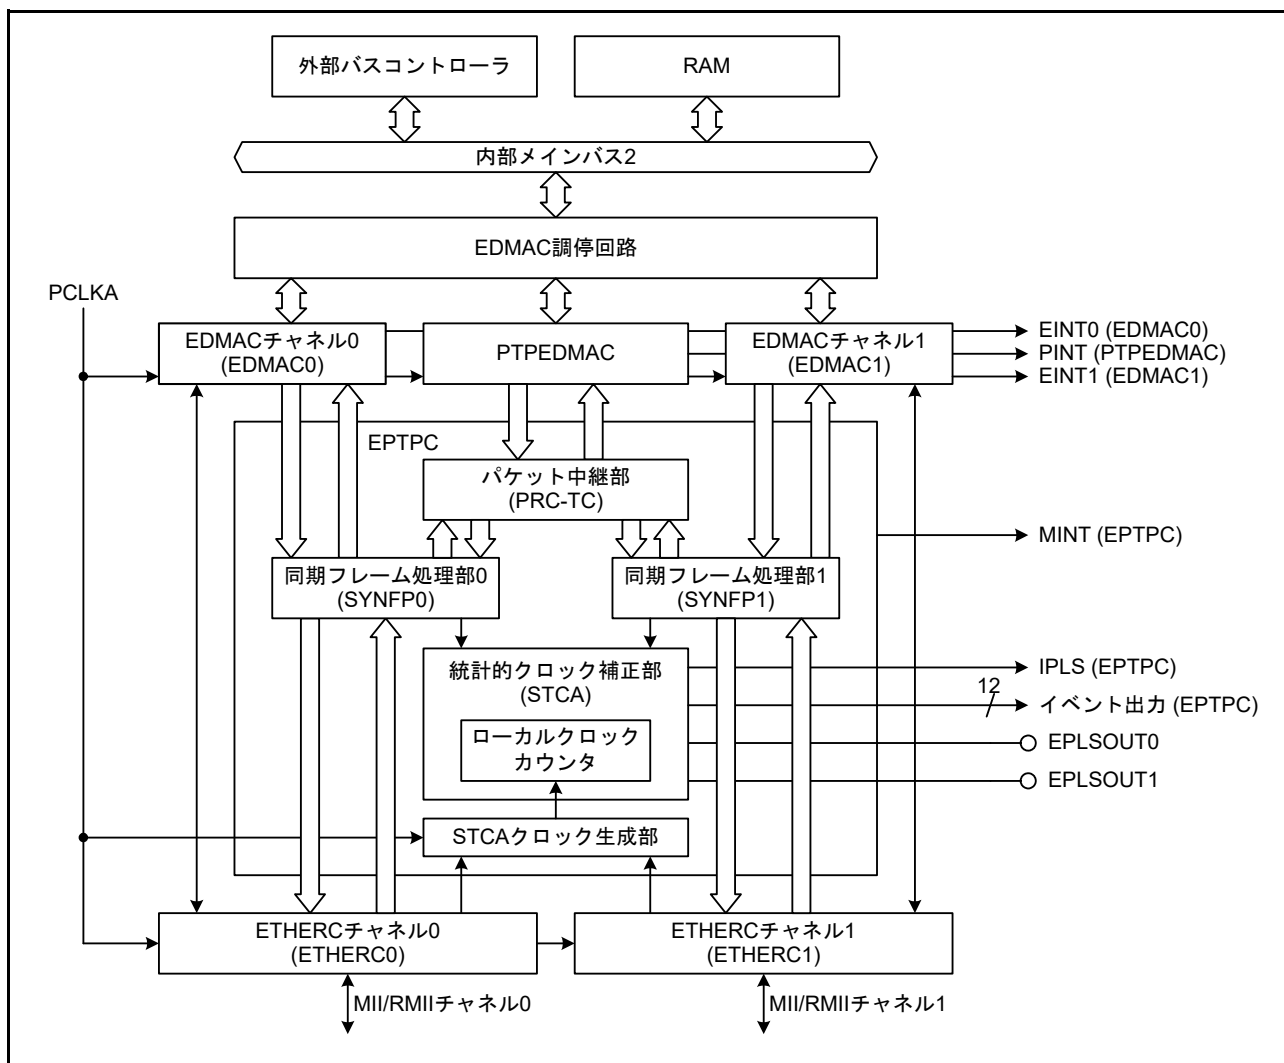 外部バスコントローラ
RAM
内部メインバス2
EDMAC調停回路
PCLKA
EDMACチャネル0
(EDMAC0)
PTPEDMAC
EDMACチャネル1
(EDMAC1)
EINT0 (EDMAC0)
PINT (PTPEDMAC)
EINT1 (EDMAC1)
EPTPC
パケット中継部
(PRC-TC)
MINT (EPTPC)
同期フレーム処理部0
(SYNFP0)
同期フレーム処理部1
(SYNFP1)
統計的クロック補正部
(STCA)
IPLS (EPTPC)
12
イベント出力 (EPTPC)
ローカルクロック
カウンタ
EPLSOUT0
EPLSOUT1
STCAクロック生成部
ETHERCチャネル0
(ETHERC0)
ETHERCチャネル1
(ETHERC1)
MII/RMIIチャネル0
MII/RMIIチャネル1